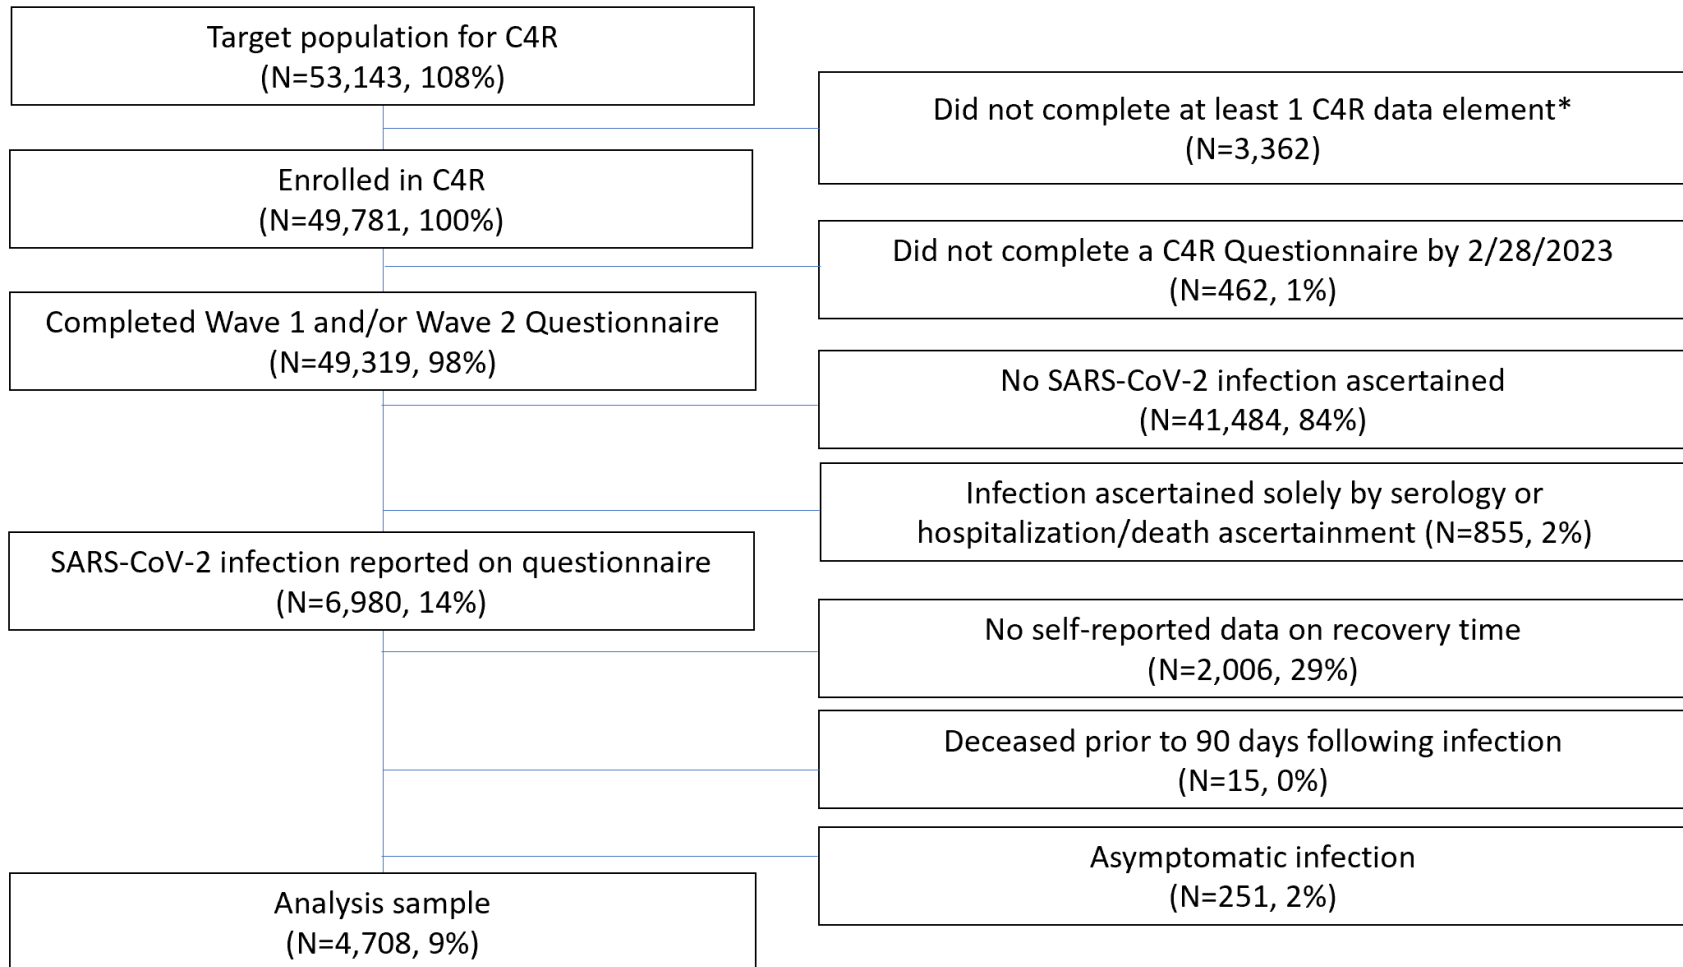 Target population for C4R
(N=53,143, 108%)
Did not complete at least 1 C4R data element*
(N=3,362)
Enrolled in C4R
(N=49,781, 100%)
Did not complete a C4R Questionnaire by 2/28/2023
(N=462, 1%)
Completed Wave 1 and/or Wave 2 Questionnaire
(N=49,319, 98%)
No SARS-CoV-2 infection ascertained
(N=41,484, 84%)
Infection ascertained solely by serology or
hospitalization/death ascertainment (N=855, 2%)
SARS-CoV-2 infection reported on questionnaire
(N=6,980, 14%)
No self-reported data on recovery time
(N=2,006, 29%)
Deceased prior to 90 days following infection
(N=15, 0%)
Asymptomatic infection
(N=251, 2%)
Analysis sample
(N=4,708, 9%)